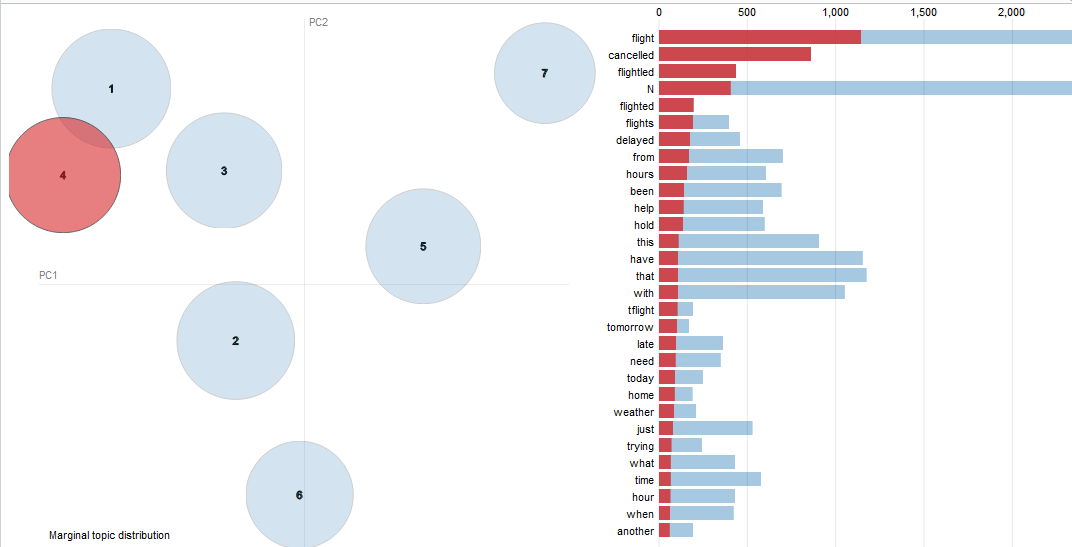 PC2
PC1
1
7
3
4
5
2
6
Marginal topic distribution
0 500 1,000 1,500 2,000
flight
cancelled
flightled
N
flighted
flights
delayed
from
hours
been
help
hold
this
have
that
with
tflight
tomorrow
late
need
today
home
weather
just
trying
what
time
hour
when
another